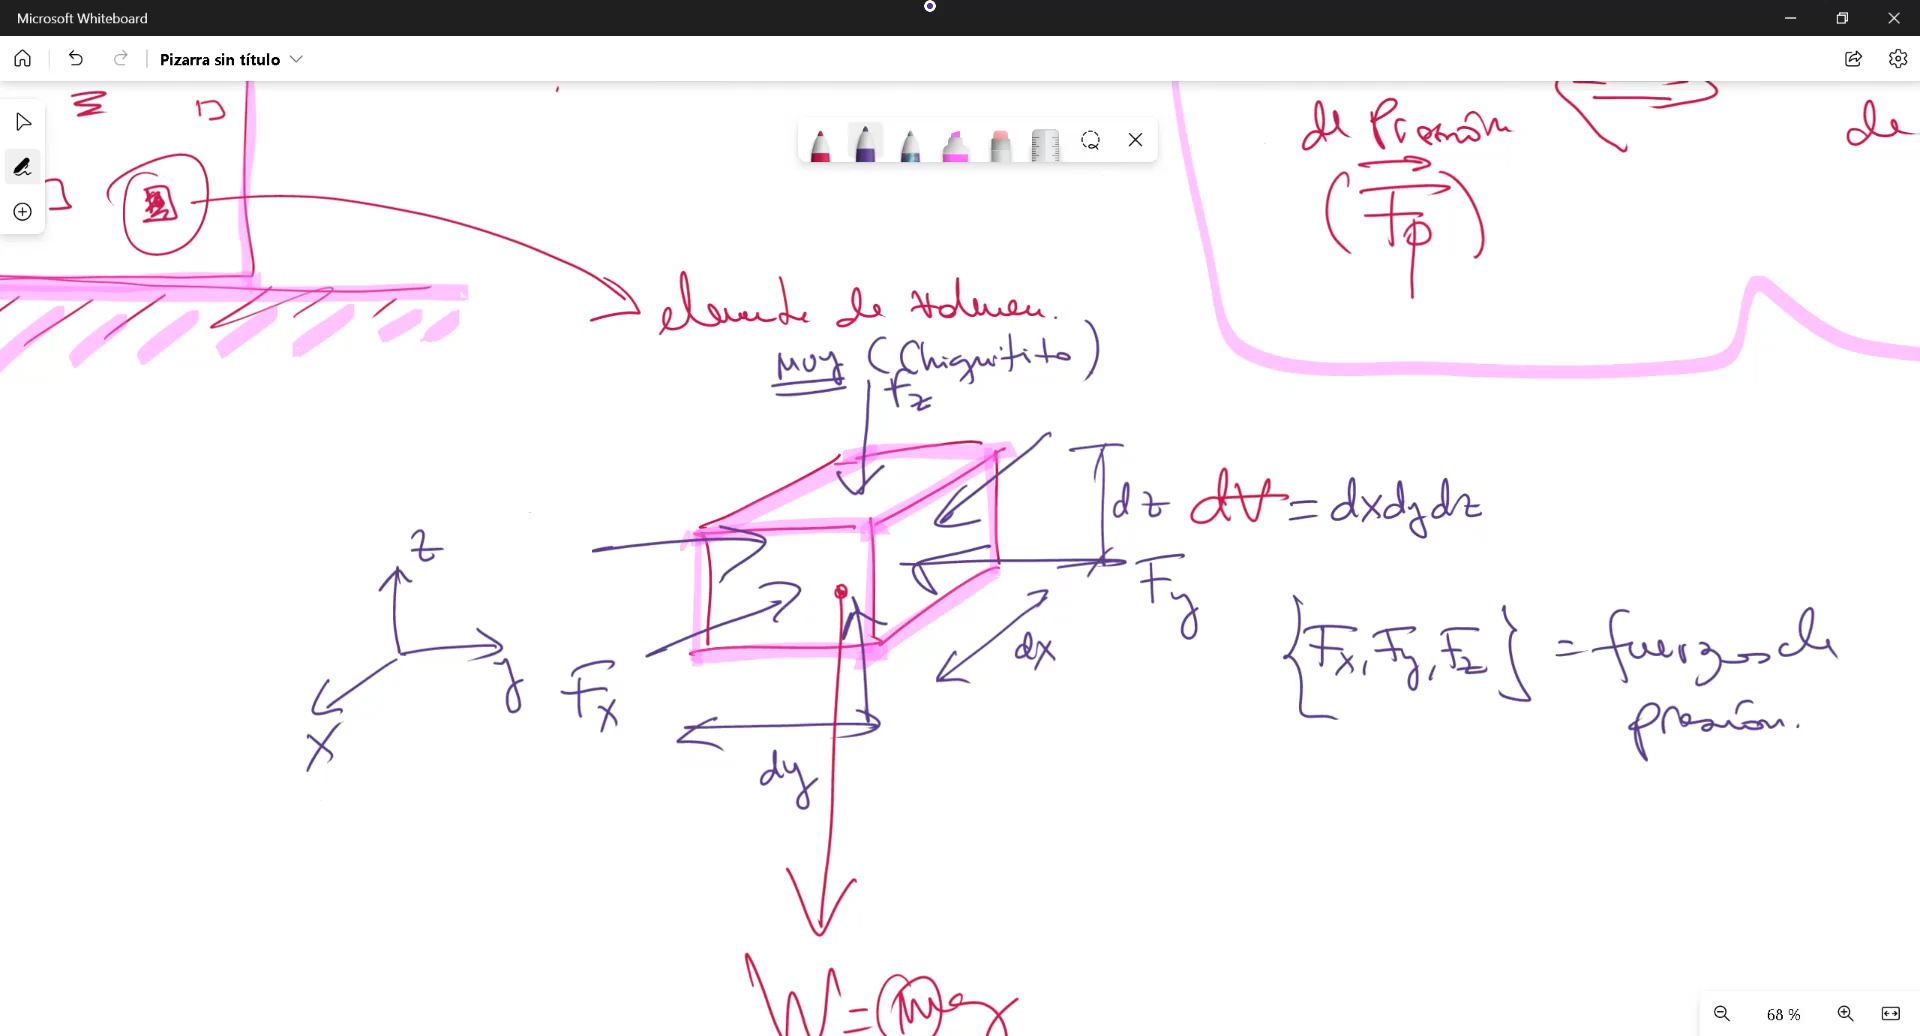 Microsoft Whiteboard
Pizarra sin título
de Presión
de
(Fp)
elemento de volumen.
muy (Chiquitito)
Fz
dz
dV = dxdydz
z
y
x
Fy
dx
Fx
dy
{Fx, Fy, Fz} = fuerzas de
presión.
W = mg
68 %